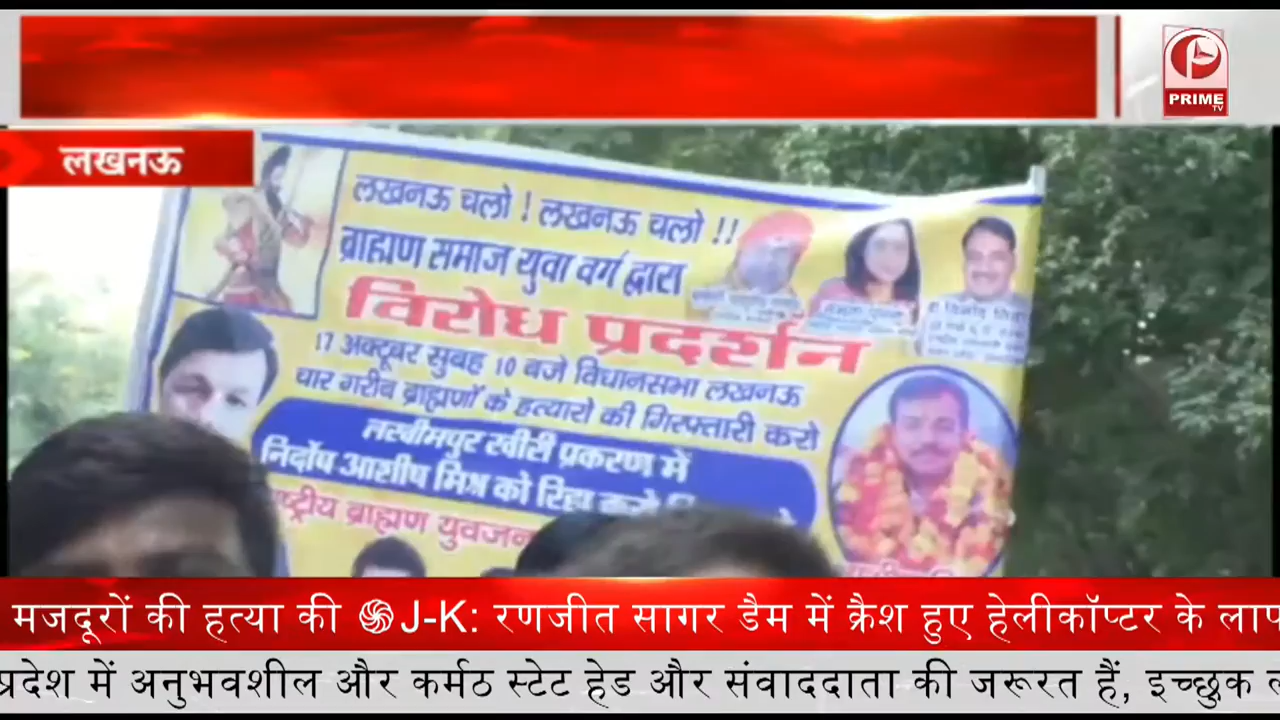 PRIME
TV
लखनऊ
लखनऊ चलो ! लखनऊ चलो !!
ब्राह्मण समाज युवा वर्ग द्वारा
विरोध प्रदर्शन
17 अक्टूबर सुबह 10 बजे विधानसभा लखनऊ
चार गरीब ब्राह्मणों के हत्यारो की गिरफ्तारी करो
लखीमपुर खीरी प्रकरण में
निर्दोष आशीष मिश्र को रिहा करो
ब्राह्मण युवजन
मजदूरों की हत्या की ֍J-K: रणजीत सागर डैम में क्रैश हुए हेलीकॉप्टर के
प्रदेश में अनुभवशील और कर्मठ स्टेट हेड और संवाददाता की जरूरत हैं, इच्छुक